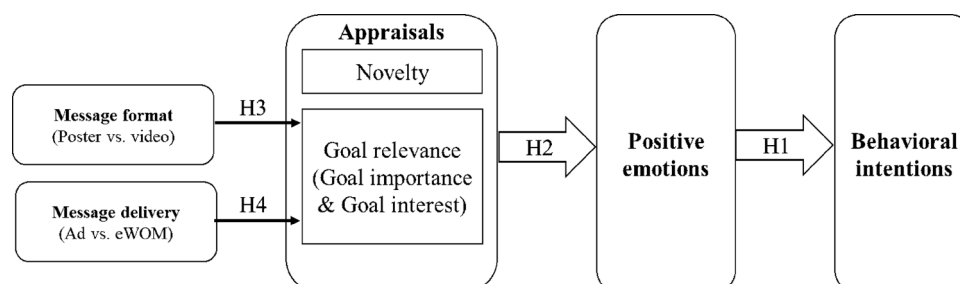 Message format
(Poster vs. video)
Message delivery
(Ad vs. eWOM)
H3
H4
Appraisals
Novelty
Goal relevance
(Goal importance
& Goal interest)
H2
Positive
emotions
H1
Behavioral
intentions